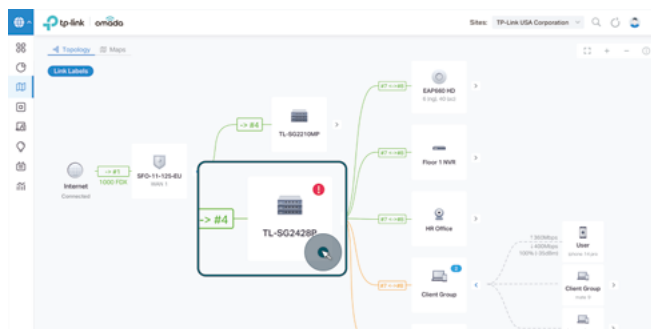 tp-link omada
Sites: TP-Link USA Corporation
Topology Maps
Link Labels
Internet
Connected
-> #1
1000 FDX
SFO-11-125-EU
WAN 1
-> #4
TL-SG2210MP
-> #4
TL-SG2428P
EAP660 HD
Floor 1 NVR
HR Office
Client Group
2
User
Client Group